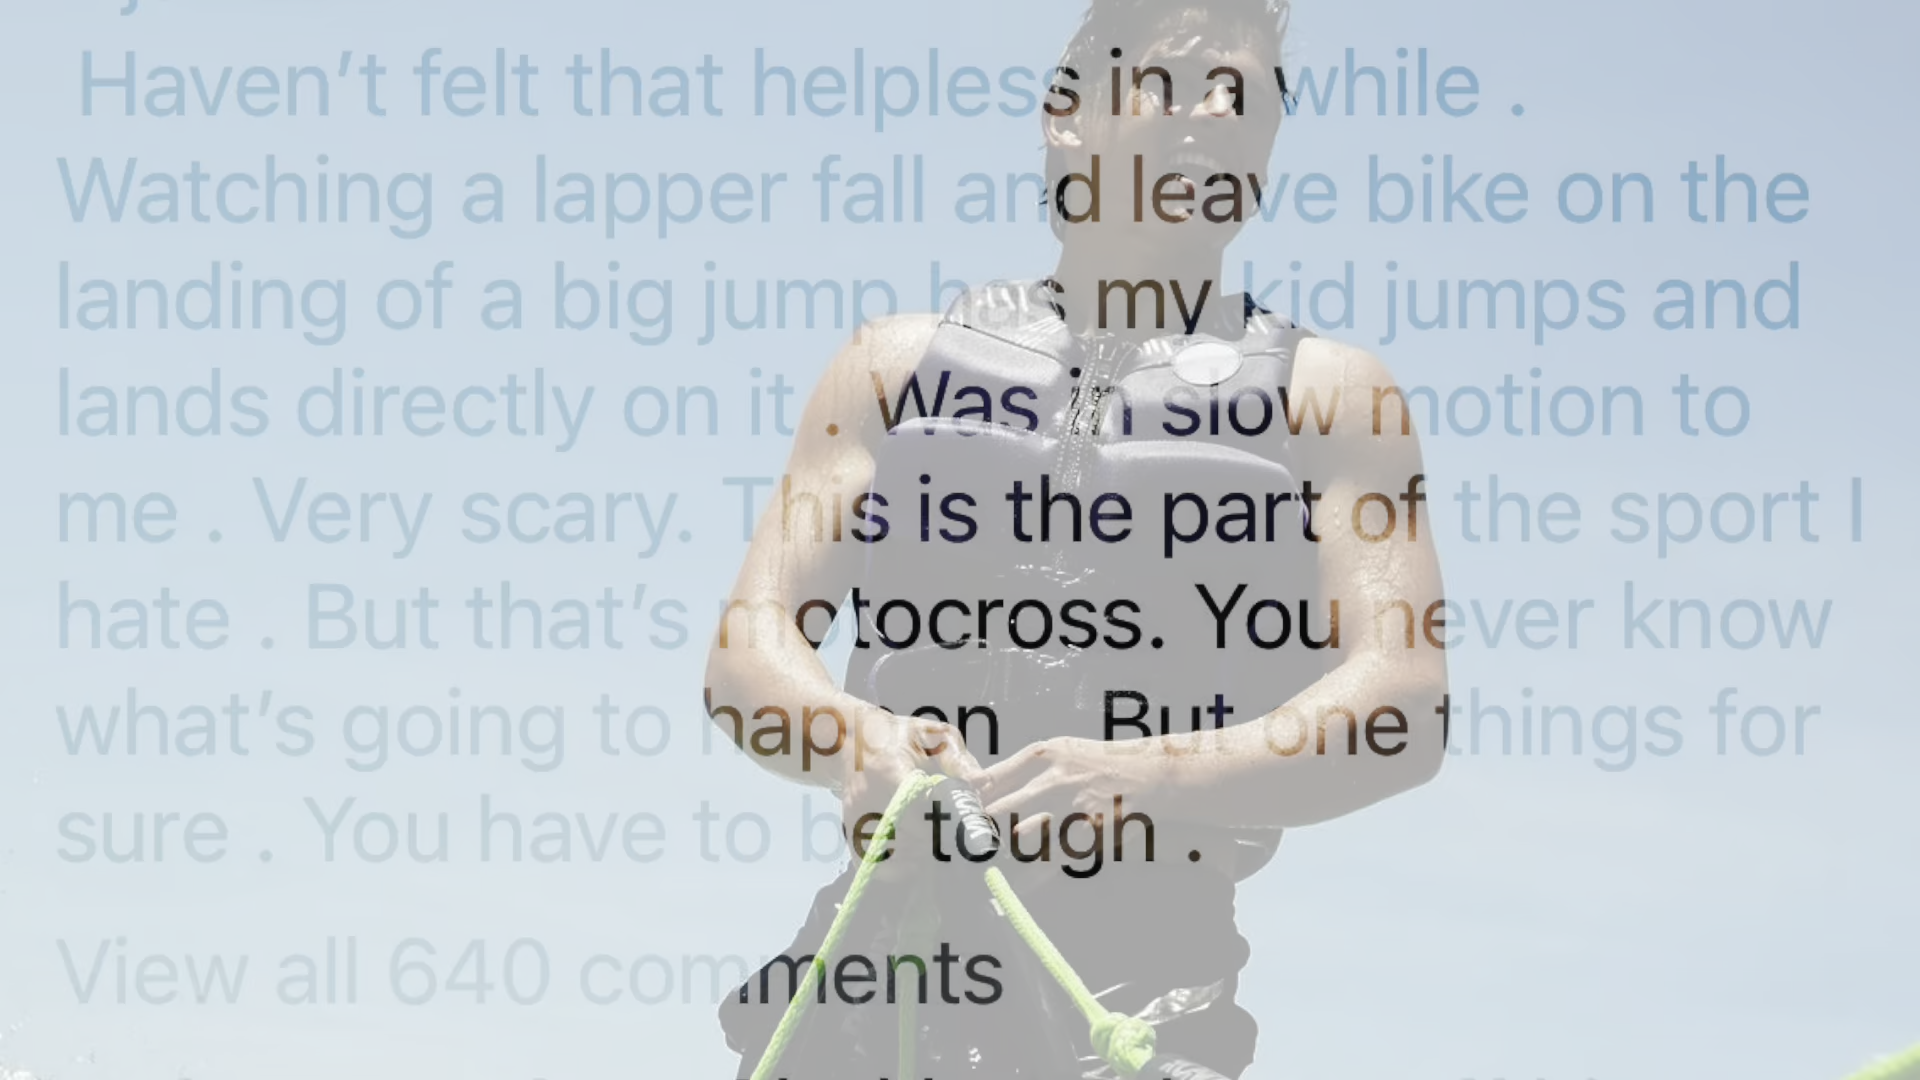 Haven't felt that helpless in a while .
Watching a lapper fall and leave bike on the
landing of a big jump has my kid jumps and
lands directly on it . Was in slow motion to
me . Very scary. This is the part of the sport I
hate . But that's motocross. You never know
what's going to happen . But one things for
sure . You have to be tough .
View all 640 comments